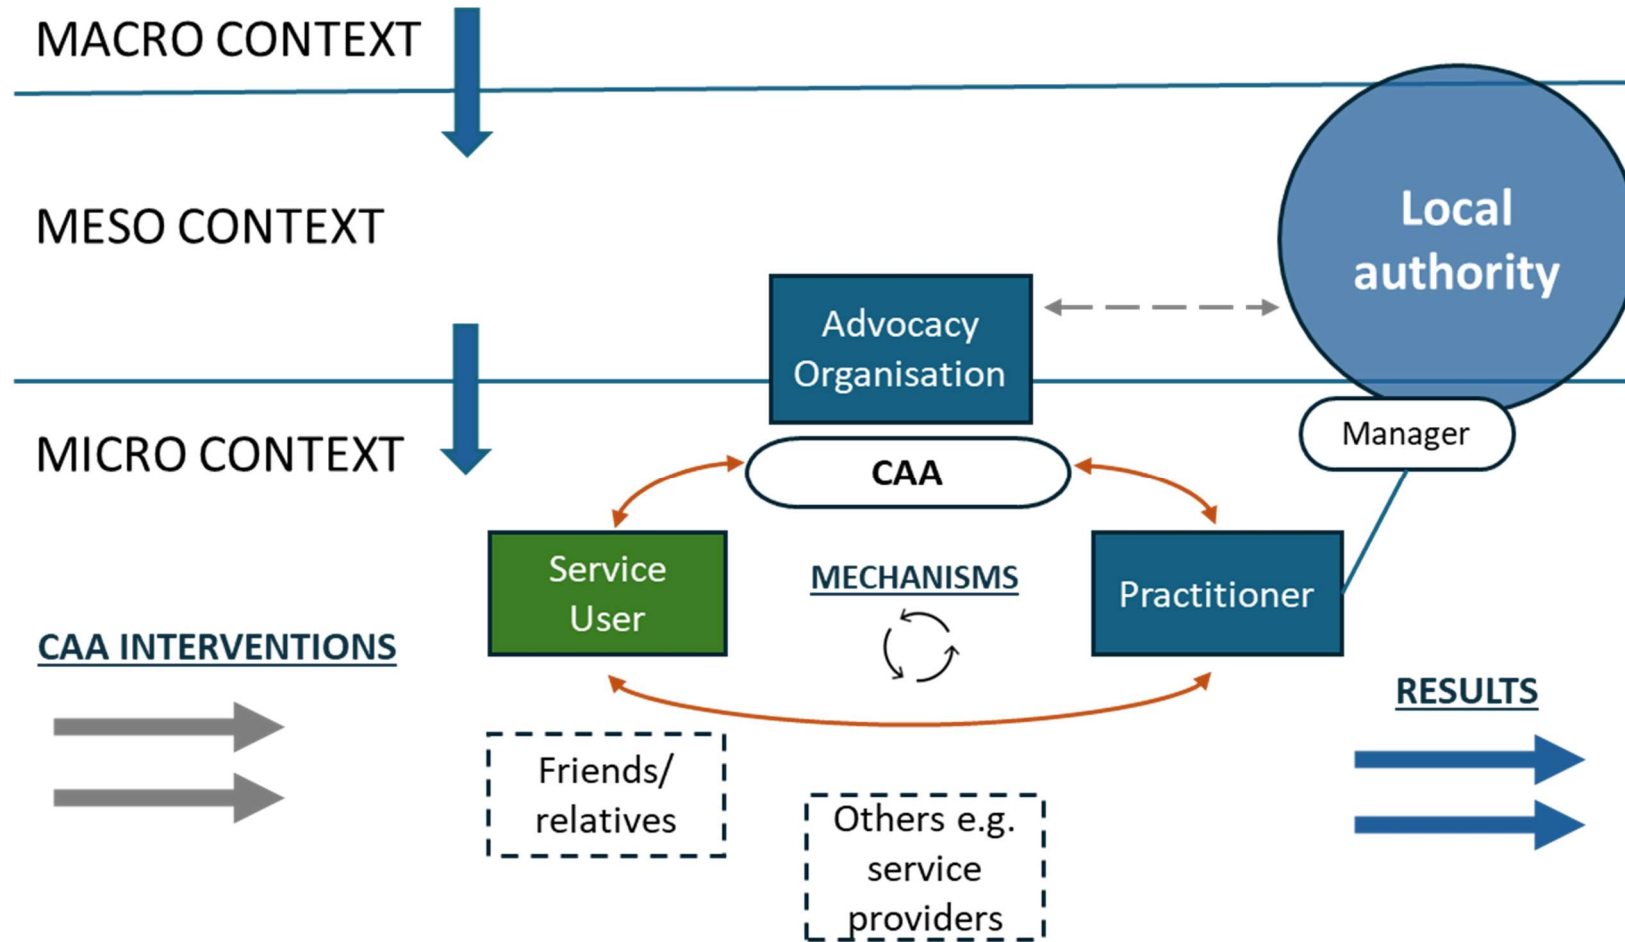 MACRO CONTEXT
MESO CONTEXT
Local
authority
Advocacy
Organisation
MICRO CONTEXT
Manager
CAA
Service
User
MECHANISMS
Practitioner
CAA INTERVENTIONS
RESULTS
Friends/
relatives
Others e.g.
service
providers